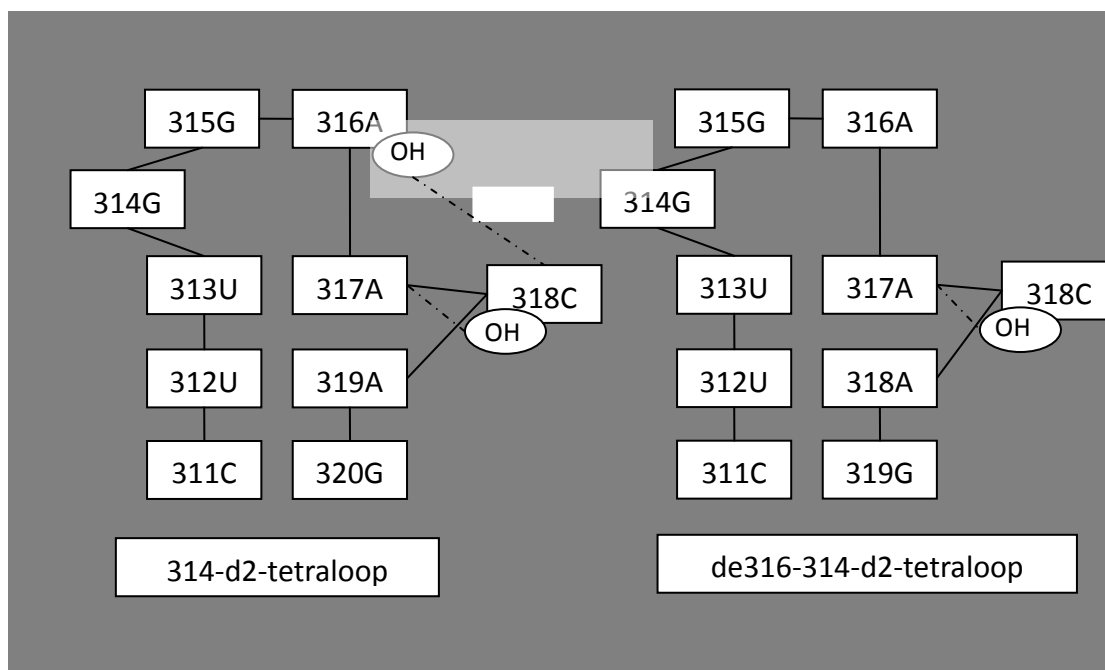 315G
316A
OH
314G
313U
317A
318C
OH
312U
319A
311C
320G
314-d2-tetraloop
315G
316A
314G
313U
317A
318C
OH
312U
318A
311C
319G
de316-314-d2-tetraloop